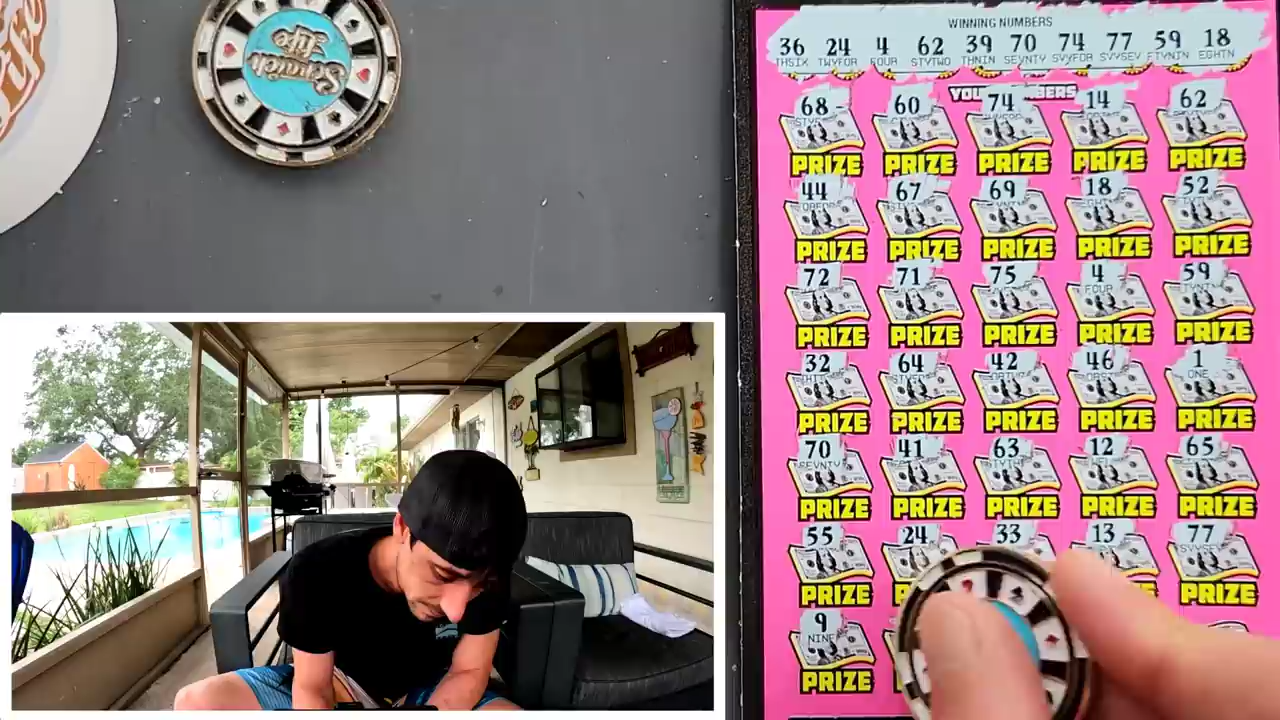 WINNING NUMBERS
36 24 4 62 39 70 74 77 59 18
THSIX TWYFOR FOUR STYTWO THNIN SEVNTY SVYFOR SVYSEV FTYNIN EGHTN
68 60 74 14 62
PRIZE PRIZE PRIZE PRIZE PRIZE
44 67 69 18 52
PRIZE PRIZE PRIZE PRIZE PRIZE
72 71 75 4 59
FOUR
PRIZE PRIZE PRIZE PRIZE PRIZE
32 64 42 46 1
ONE
PRIZE PRIZE PRIZE PRIZE PRIZE
70 41 63 12 65
SEVNTY
PRIZE PRIZE PRIZE PRIZE PRIZE
55 24 33 13 77
SVYSEV
PRIZE PRIZE
9
NINE
PRIZE
Scratch
Life